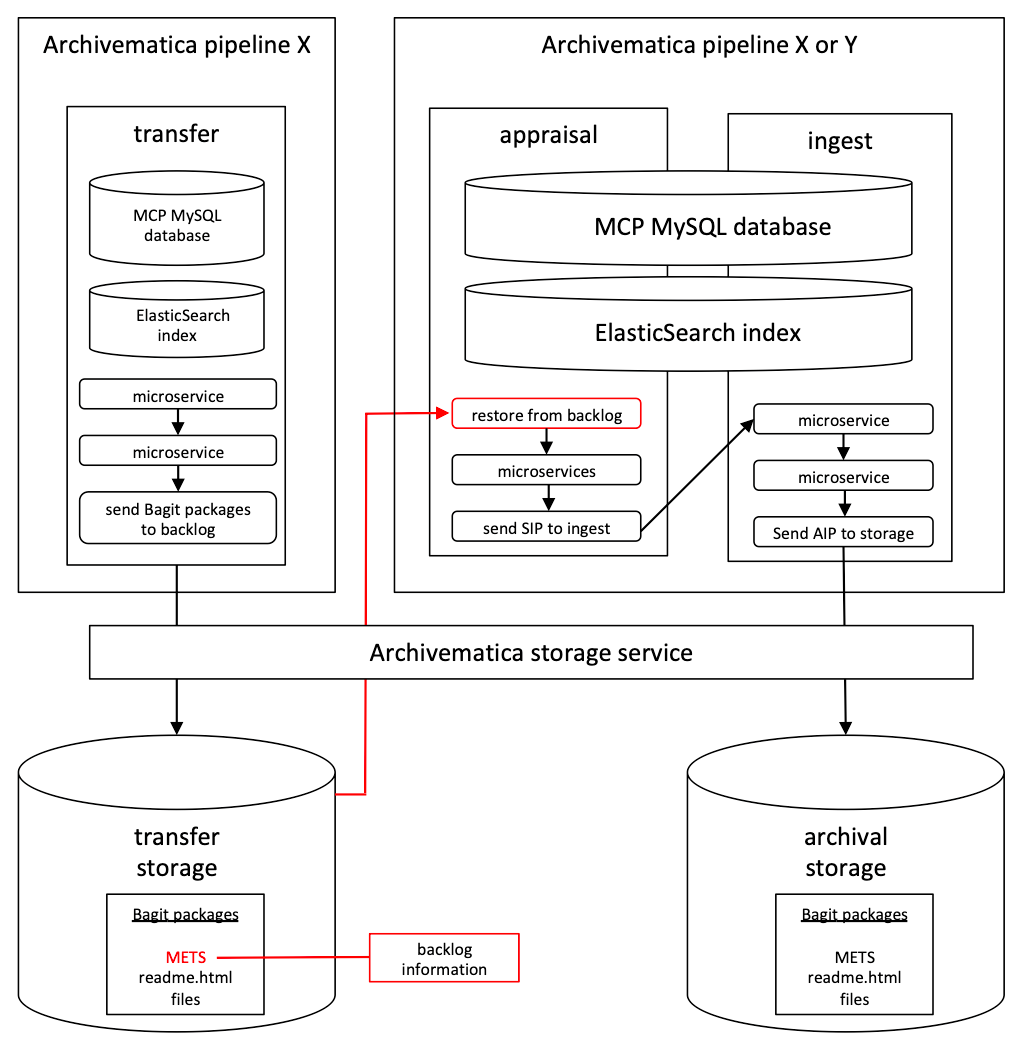 Archivematica pipeline X
transfer
MCP MySQL
database
ElasticSearch
index
microservice
microservice
send Bagit packages
to backlog
Archivematica pipeline X or Y
appraisal
ingest
MCP MySQL database
ElasticSearch index
restore from backlog
microservices
send SIP to ingest
microservice
microservice
Send AIP to storage
Archivematica storage service
transfer
storage
Bagit packages
METS
readme.html
files
backlog
information
archival
storage
Bagit packages
METS
readme.html
files